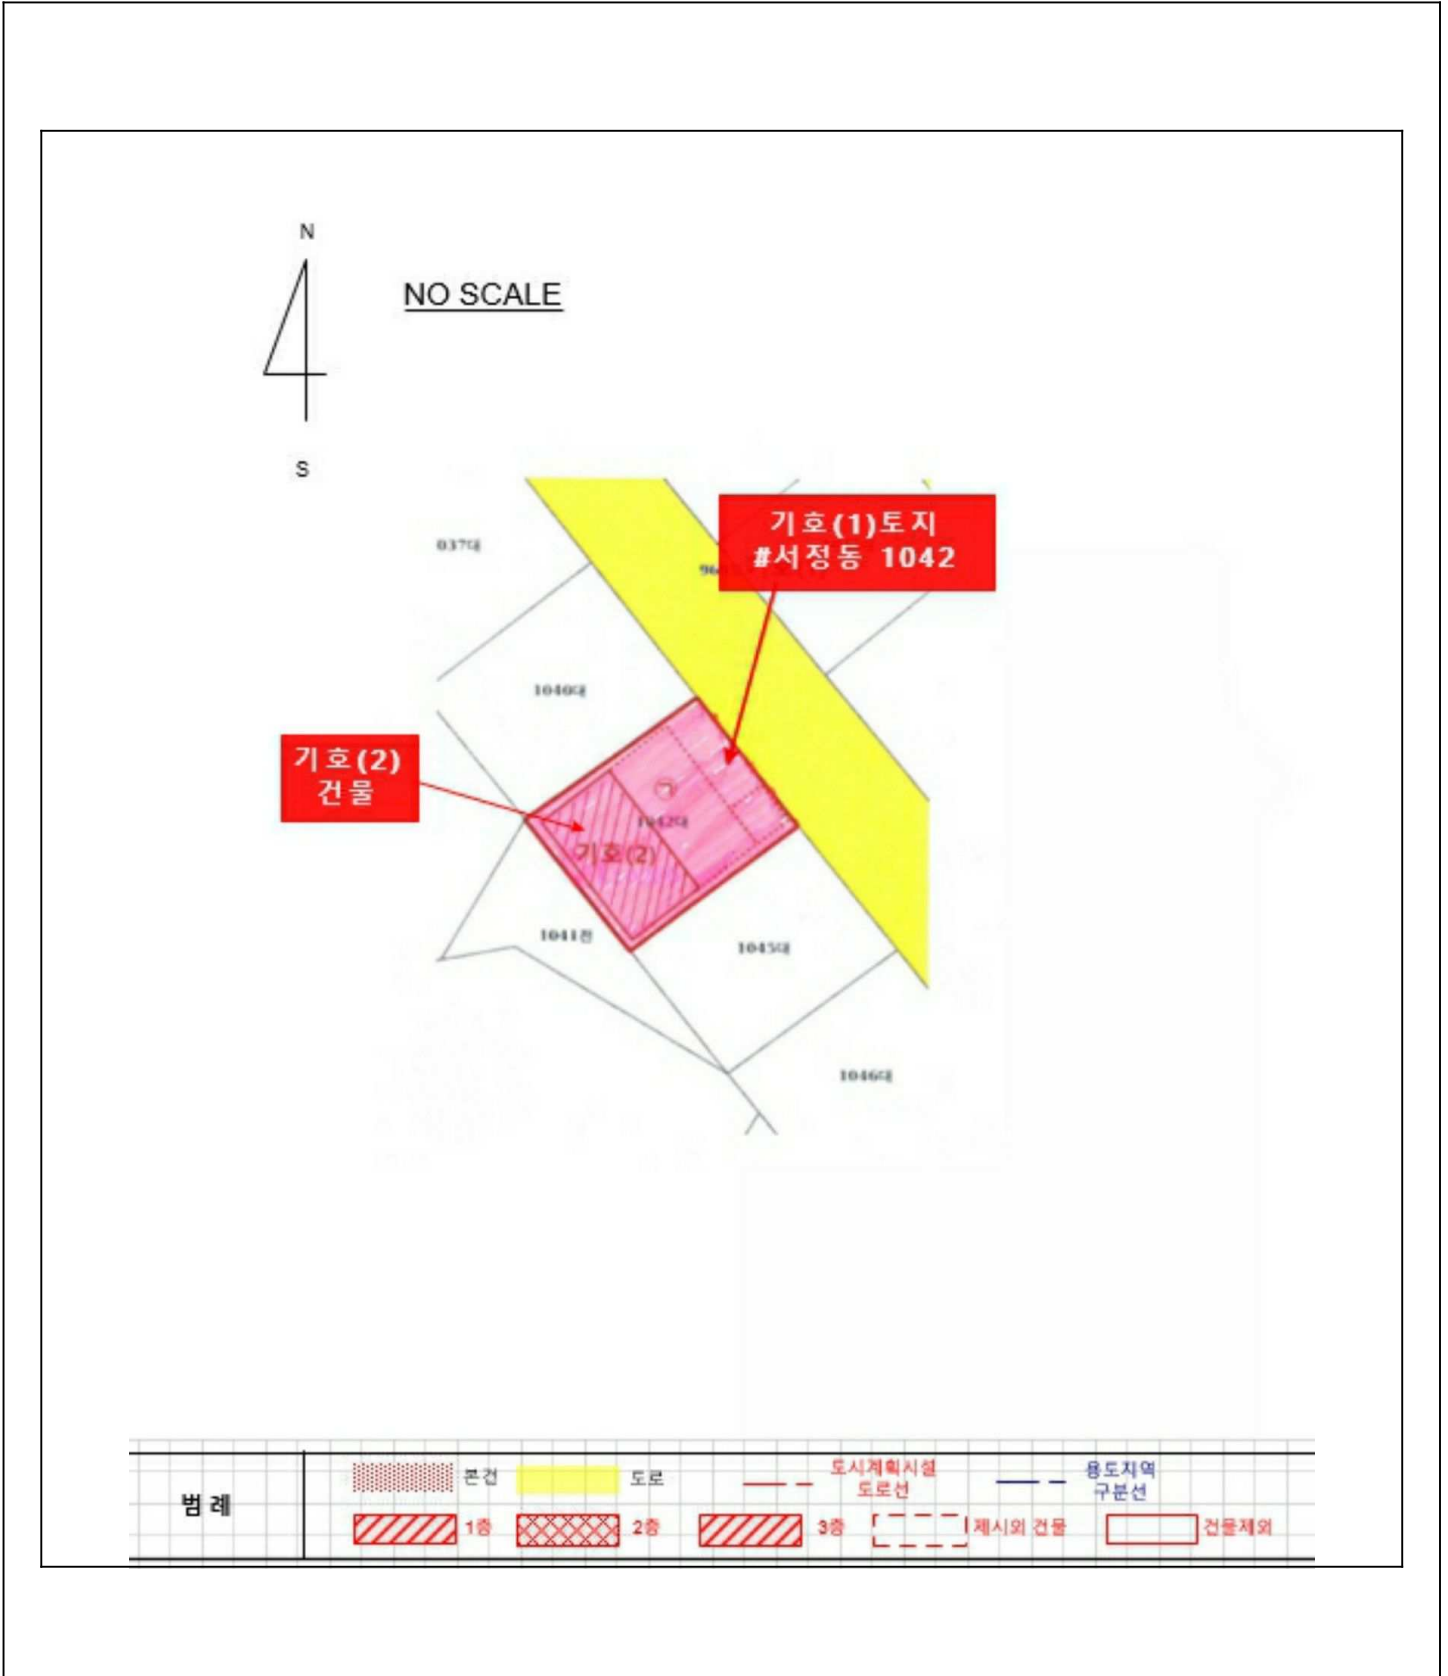 N
NO SCALE
S
기호(1)토지
#서정동 1042
037대
1040대
기호(2)
건물
1042대
기호(2)
1041전
1045대
1046대
범 례
본건
도로
도시계획시설
도로선
용도지역
구분선
1층
2층
3층
제시외 건물
건물제외